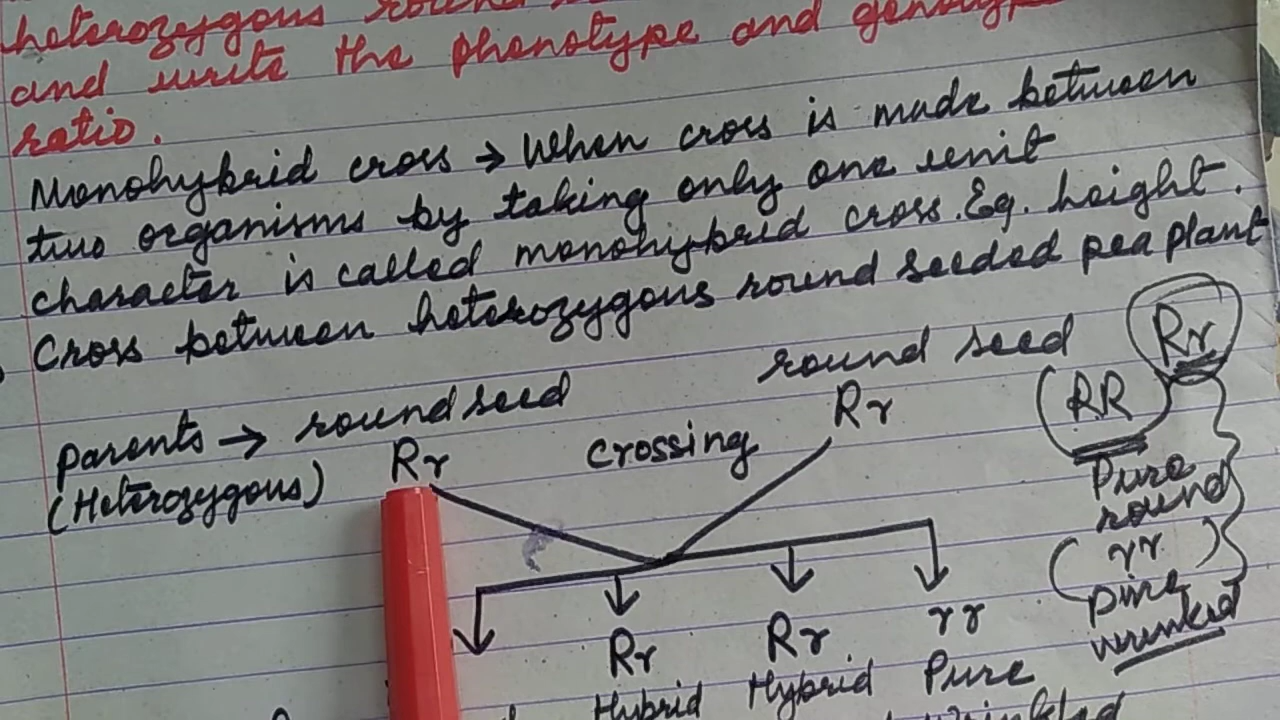 heterozygous round
and write the phenotype and genotype
ratio.
Monohybrid cross → When cross is made between
two organisms by taking only one unit
character is called monohybrid cross. Eg. height.
Cross between heterozygous round seeded pea plant
Parents → round seed
round seed
Rr
(Heterozygous)
Rr
crossing
Rr
(RR)
Pure
round
(rr)
pure
wrinkled
Rr
Rr
rr
Hybrid
Hybrid
Pure
Wrinkled